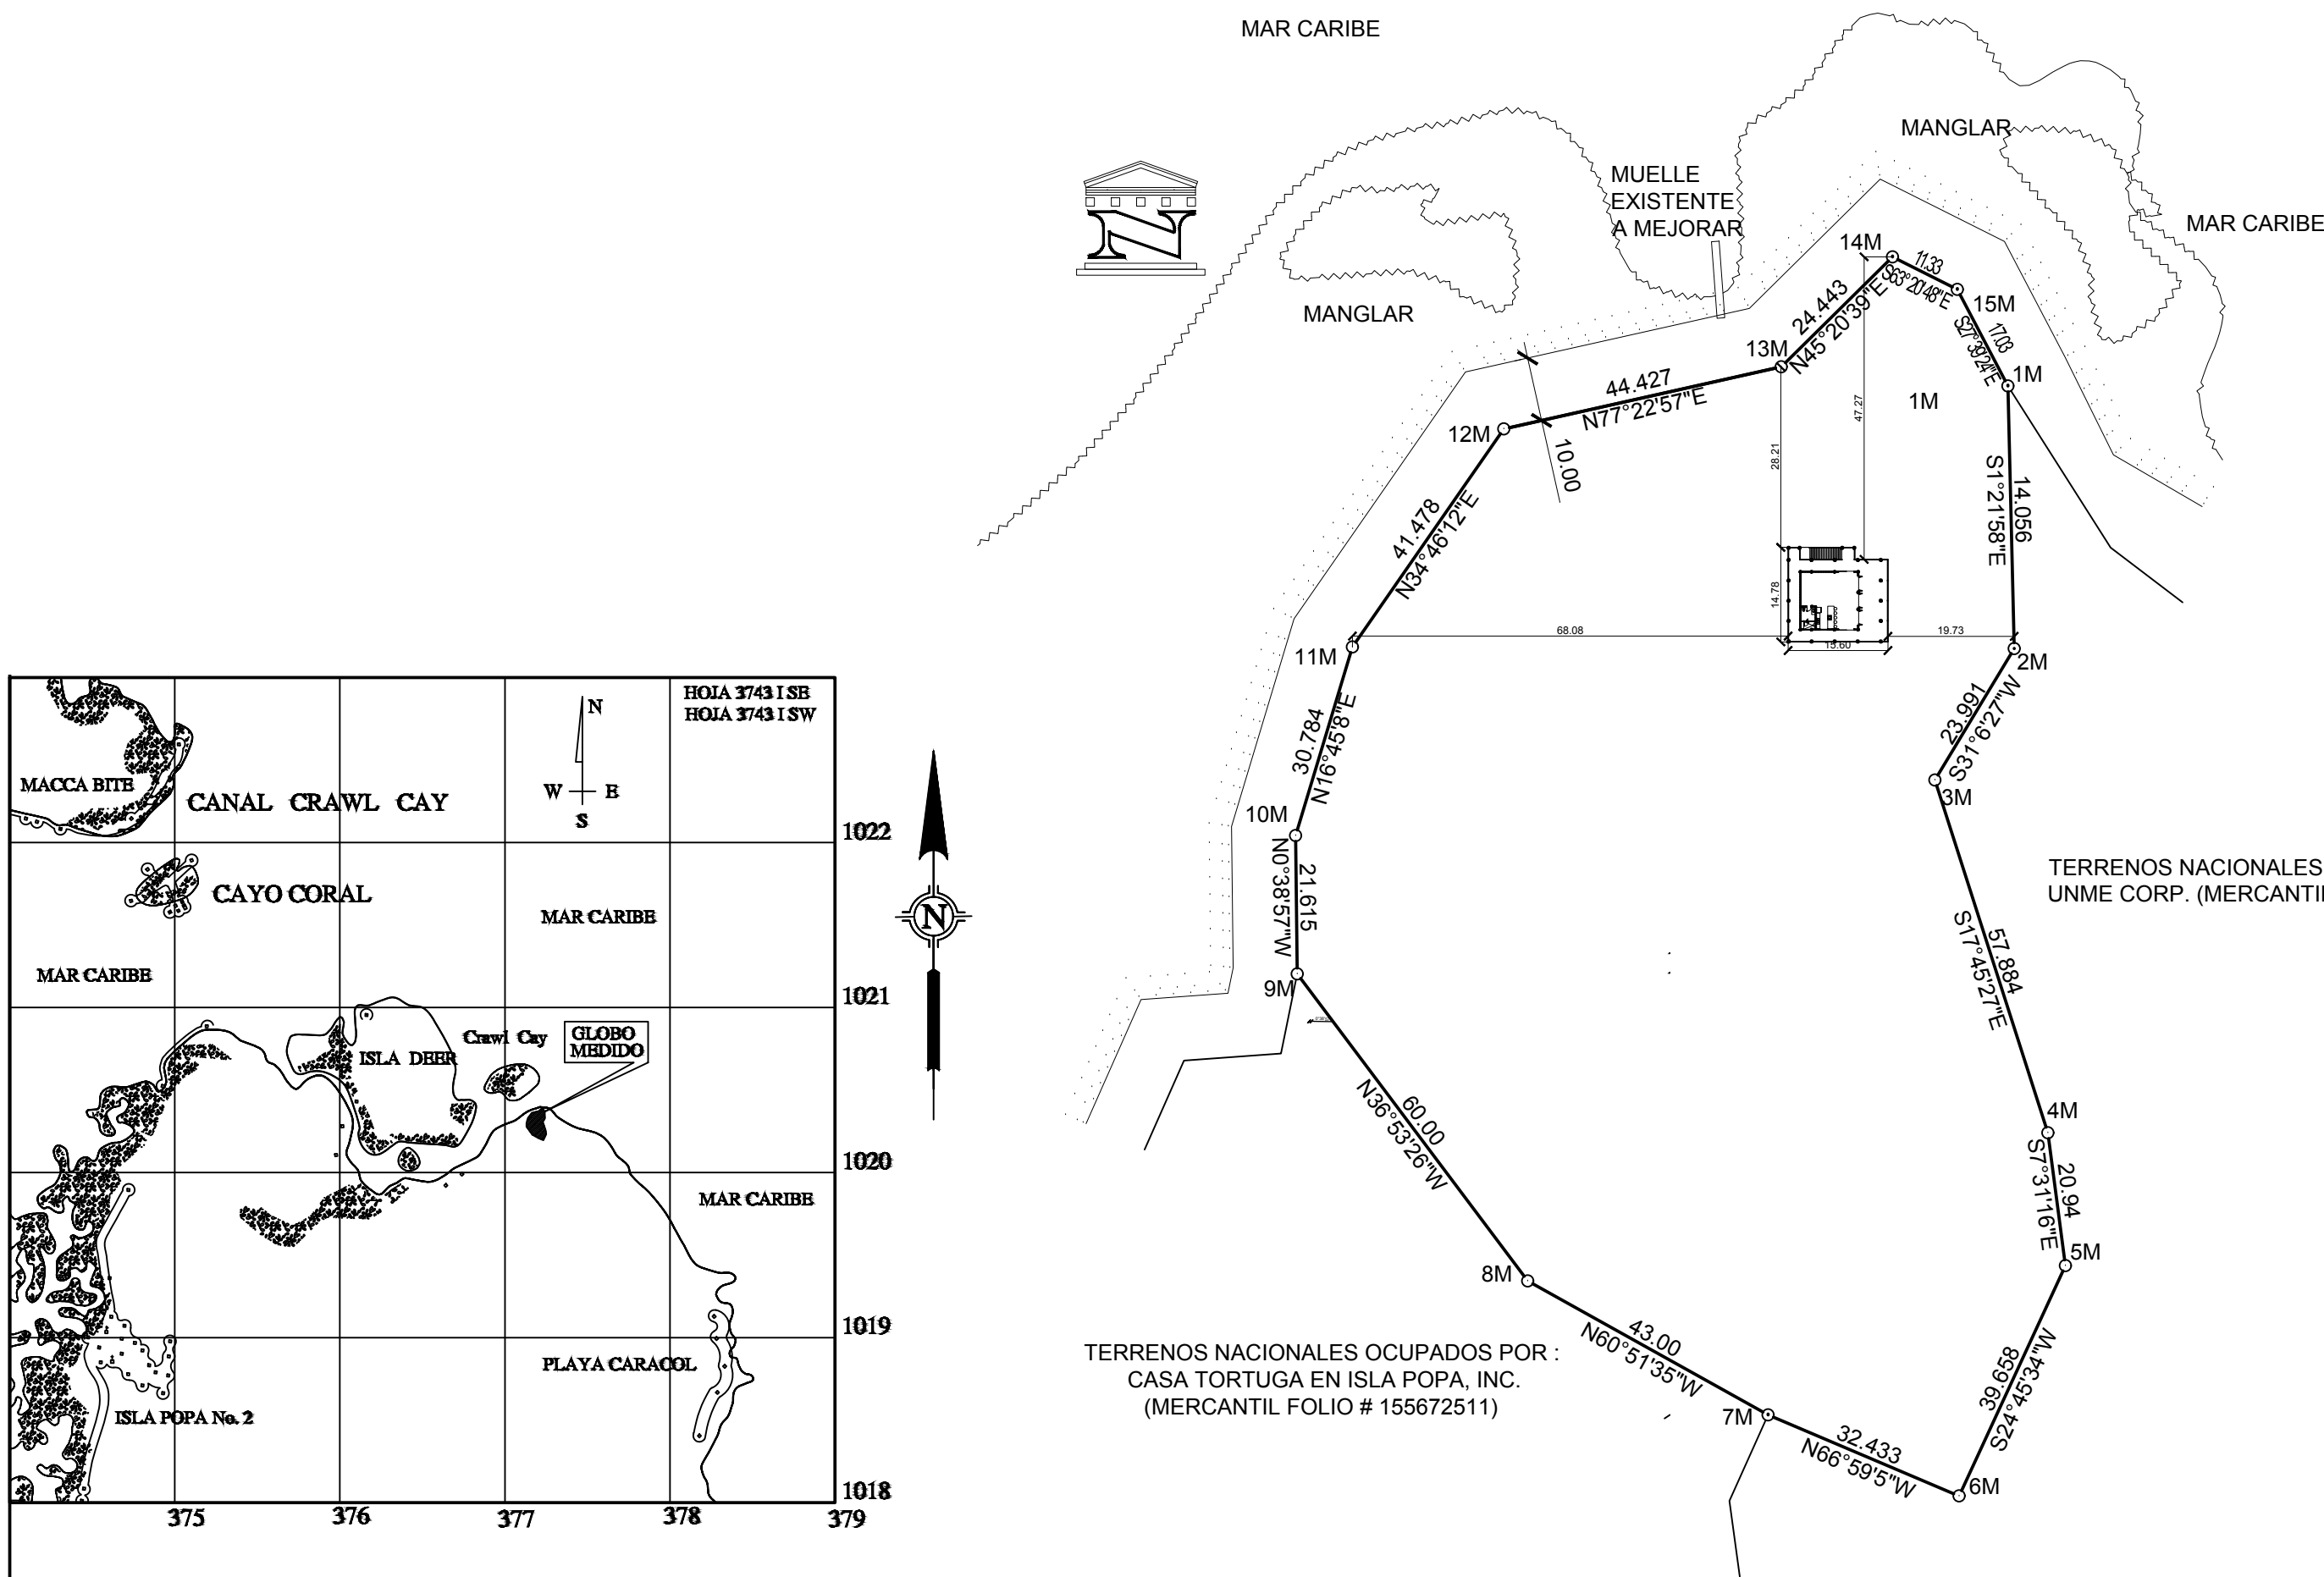 MAR CARIBE
MANGLAR
MUELLE
EXISTENTE
A MEJORAR
MAR CARIBE
N
MANGLAR
14M
11.33
S63°20'48"E
15M
24.443
N45°20'39"E
17.03
S27°39'24"E
13M
1M
1M
44.427
N77°22'57"E
12M
10.00
47.27
28.21
S1°21'58"E
14.056
41.478
N34°46'12"E
14.78
68.08
19.73
15.60
11M
2M
30.784
N16°45'8"E
23.991
S31°6'27"W
3M
10M
N0°38'57"W
21.615
9M
TERRENOS NACIONALES
UNME CORP. (MERCANTIL
57.884
S17°45'27"E
60.00
N36°53'26"W
4M
20.94
S7°31'16"E
5M
8M
43.00
N60°51'35"W
39.658
S24°45'34"W
7M
32.433
N66°59'5"W
6M
TERRENOS NACIONALES OCUPADOS POR :
CASA TORTUGA EN ISLA POPA, INC.
(MERCANTIL FOLIO # 155672511)
N
HOJA 3743 I SE
HOJA 3743 I SW
N
W E
S
MACCA BITE
CANAL CRAWL CAY
1022
CAYO CORAL
MAR CARIBE
MAR CARIBE
1021
Crawl Cay
GLOBO
MEDIDO
ISLA DEER
1020
MAR CARIBE
1019
PLAYA CARACOL
ISLA POPA No. 2
1018
375
376
377
378
379